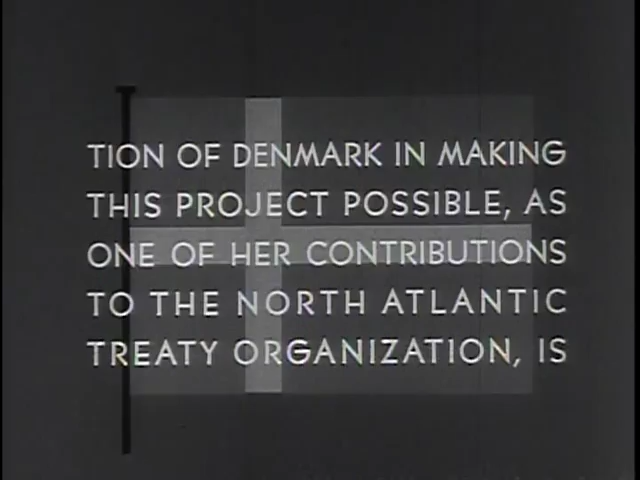 TION OF DENMARK IN MAKING
THIS PROJECT POSSIBLE, AS
ONE OF HER CONTRIBUTIONS
TO THE NORTH ATLANTIC
TREATY ORGANIZATION, IS